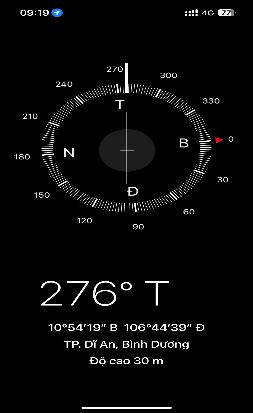 09:19 4G 77
270
240 300
T
210 330
180 N B 0
150 30
Đ
120 60
90
276° T
10°54'19" B 106°44'39" Đ
TP. Dĩ An, Bình Dương
Độ cao 30 m